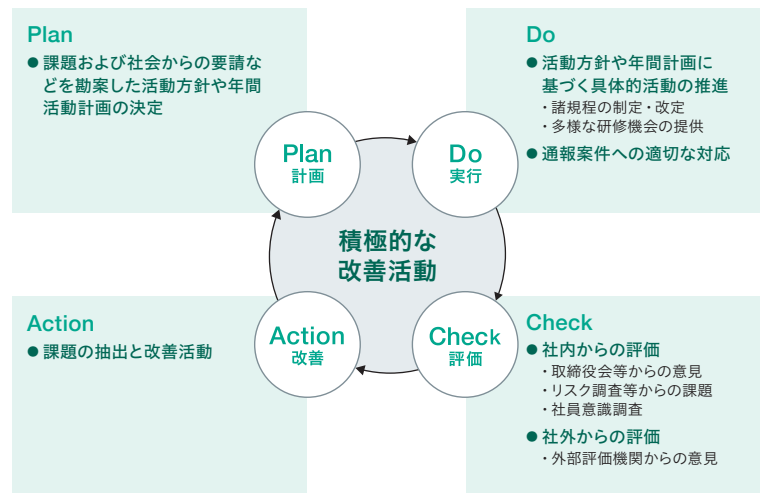 Plan
● 課題および社会からの要請な
どを勘案した活動方針や年間
活動計画の決定
Do
● 活動方針や年間計画に
基づく具体的活動の推進
・諸規程の制定・改定
・多様な研修機会の提供
● 通報案件への適切な対応
Plan
計画
Do
実行
積極的な
改善活動
Action
改善
Check
評価
Action
● 課題の抽出と改善活動
Check
● 社内からの評価
・取締役会等からの意見
・リスク調査等からの課題
・社員意識調査
● 社外からの評価
・外部評価機関からの意見